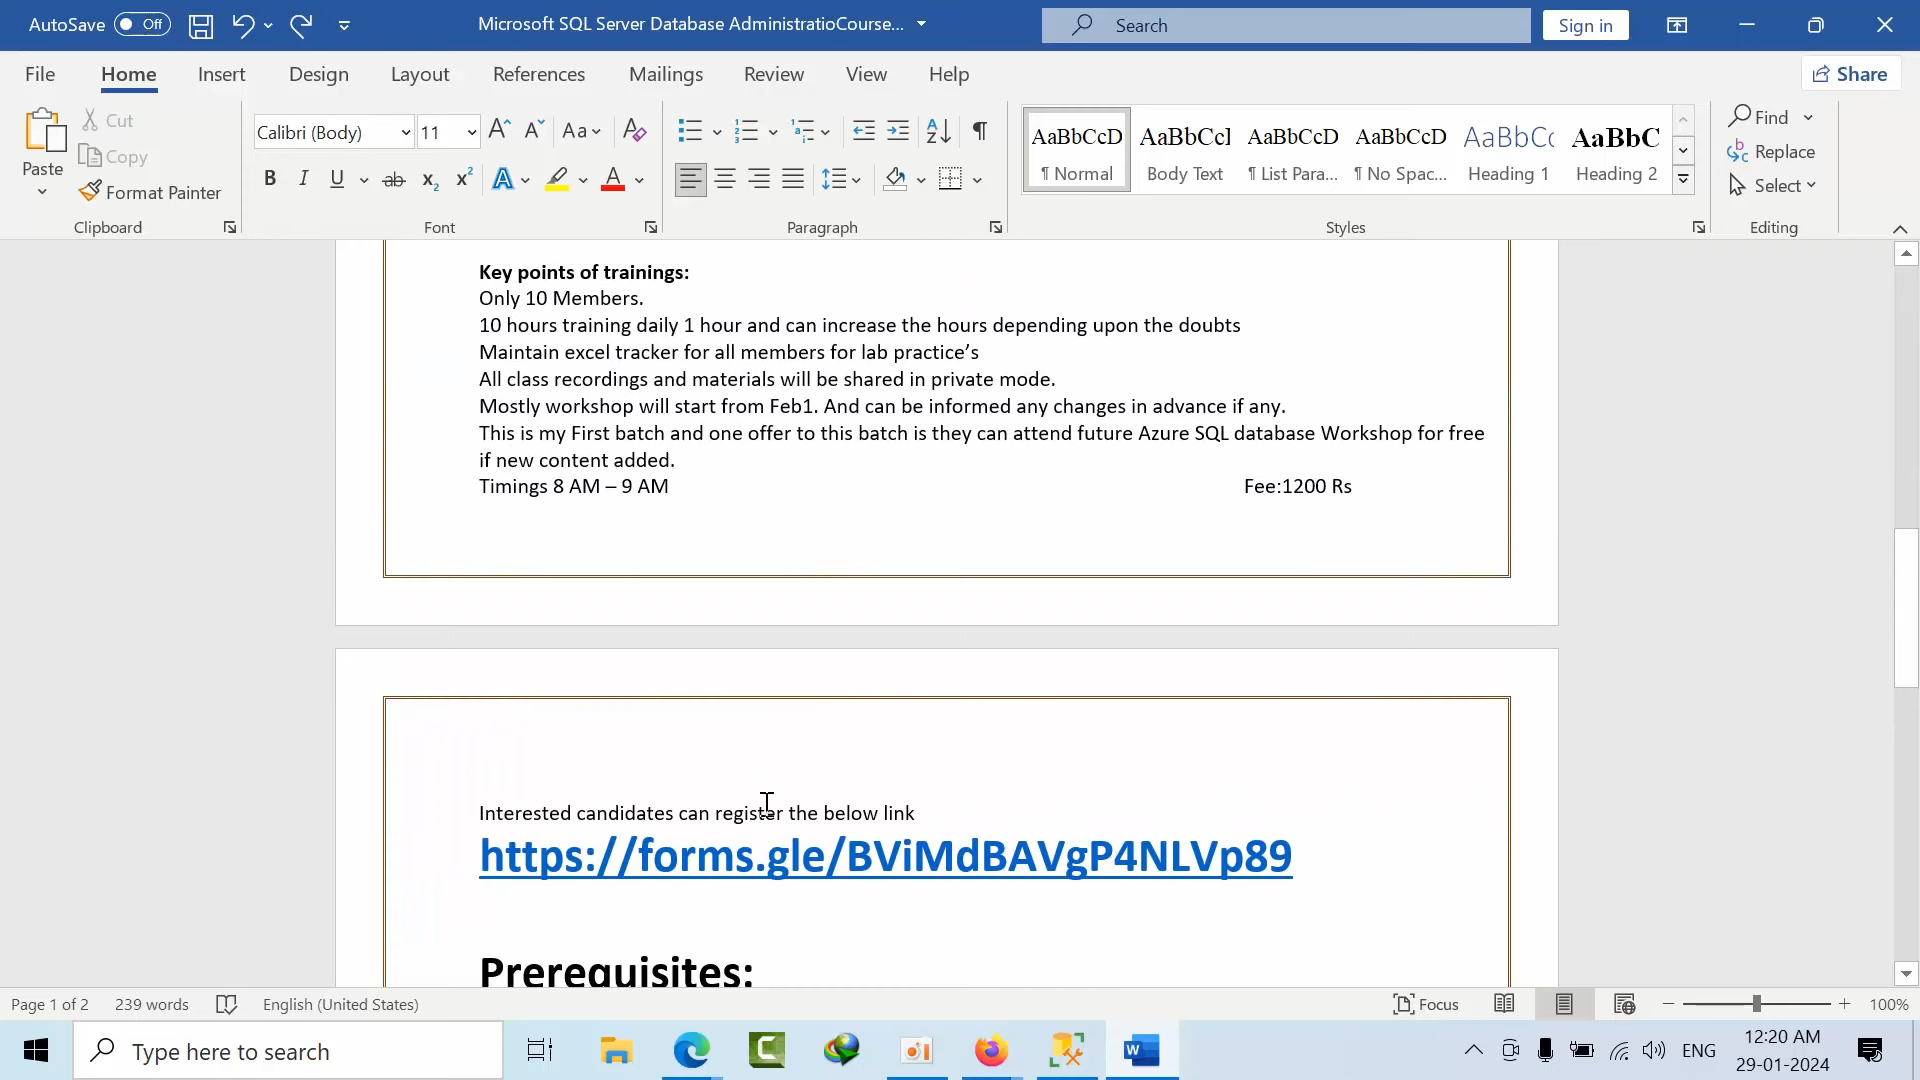 AutoSave Off Microsoft SQL Server Database AdministratioCourse... Search Sign in
File Home Insert Design Layout References Mailings Review View Help Share
Paste Cut Copy Format Painter Clipboard
Calibri (Body) 11 Aa
B I U ab x₂ x² A A
Font
Paragraph
AaBbCcD AaBbCcl AaBbCcD AaBbCcD AaBbCc AaBbC
¶ Normal Body Text ¶ List Para... ¶ No Spac... Heading 1 Heading 2
Styles
Find
Replace
Select
Editing
Key points of trainings:
Only 10 Members.
10 hours training daily 1 hour and can increase the hours depending upon the doubts
Maintain excel tracker for all members for lab practice’s
All class recordings and materials will be shared in private mode.
Mostly workshop will start from Feb1. And can be informed any changes in advance if any.
This is my First batch and one offer to this batch is they can attend future Azure SQL database Workshop for free
if new content added.
Timings 8 AM – 9 AM Fee:1200 Rs
Interested candidates can register the below link
https://forms.gle/BViMdBAVgP4NLVp89
Prerequisites:
Page 1 of 2 239 words English (United States) Focus 100%
Type here to search ENG 12:20 AM
29-01-2024